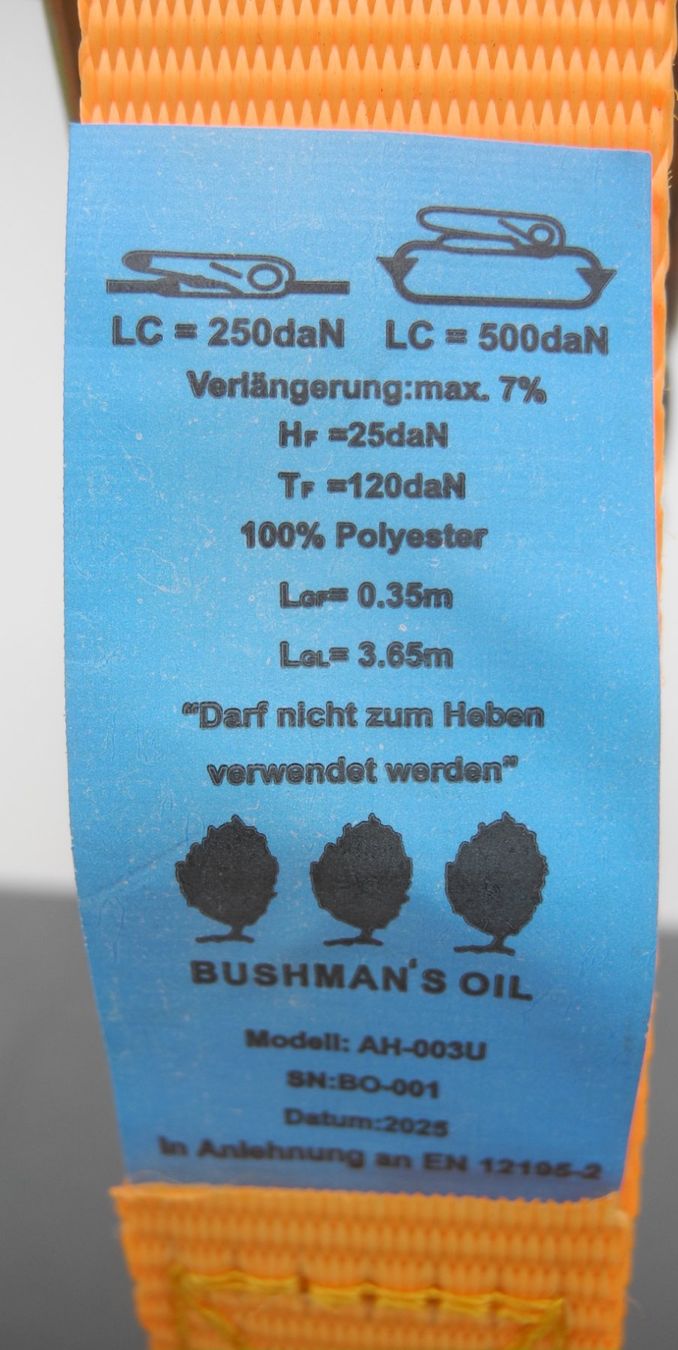 LC = 250daN LC = 500daN
Verlängerung:max. 7%
HF =25daN
TF =120daN
100% Polyester
LGF= 0.35m
LGL= 3.65m
“Darf nicht zum Heben
verwendet werden”
BUSHMAN‘S OIL
Modell: AH-003U
SN:BO-001
Datum:2025
In Anlehnung an EN 12195-2